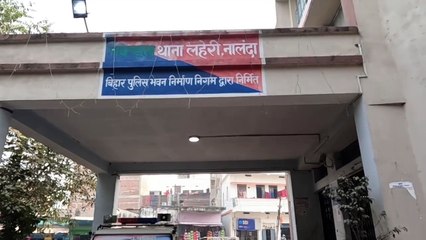 थाना लहेरी, नालंदा
बिहार पुलिस भवन निर्माण निगम द्वारा निर्मित